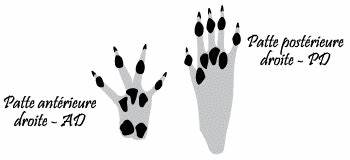 Patte postérieure
droite - PD
Patte antérieure
droite - AD